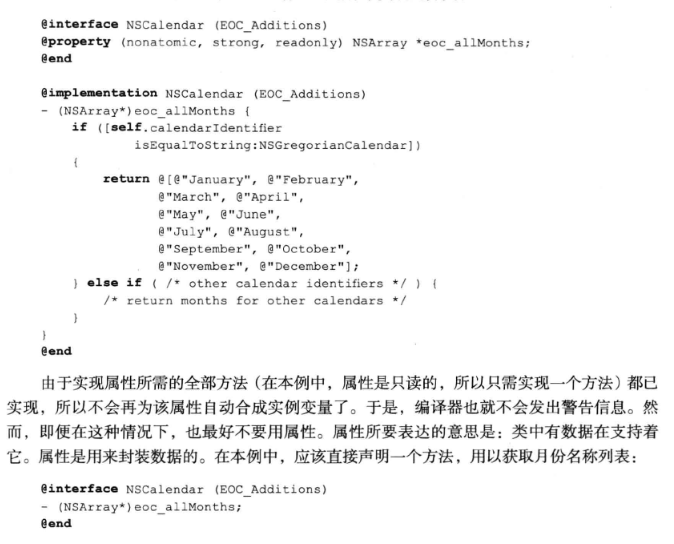 @interface NSCalendar (EOC_Additions)
@property (nonatomic, strong, readonly) NSArray *eoc_allMonths;
@end
@implementation NSCalendar (EOC_Additions)
- (NSArray*)eoc_allMonths {
    if ([self.calendarIdentifier
            isEqualToString:NSGregorianCalendar])
    {
        return @[@"January", @"February",
                 @"March", @"April",
                 @"May", @"June",
                 @"July", @"August",
                 @"September", @"October",
                 @"November", @"December"];
    } else if ( /* other calendar identifiers */ ) {
        /* return months for other calendars */
    }
}
@end
由于实现属性所需的全部方法（在本例中，属性是只读的，所以只需实现一个方法）都已
实现，所以不会再为该属性自动合成实例变量了。于是，编译器也就不会发出警告信息。然
而，即便在这种情况下，也最好不要用属性。属性所要表达的意思是：类中有数据在支持着
它。属性是用来封装数据的。在本例中，应该直接声明一个方法，用以获取月份名称列表：
@interface NSCalendar (EOC_Additions)
- (NSArray*)eoc_allMonths;
@end